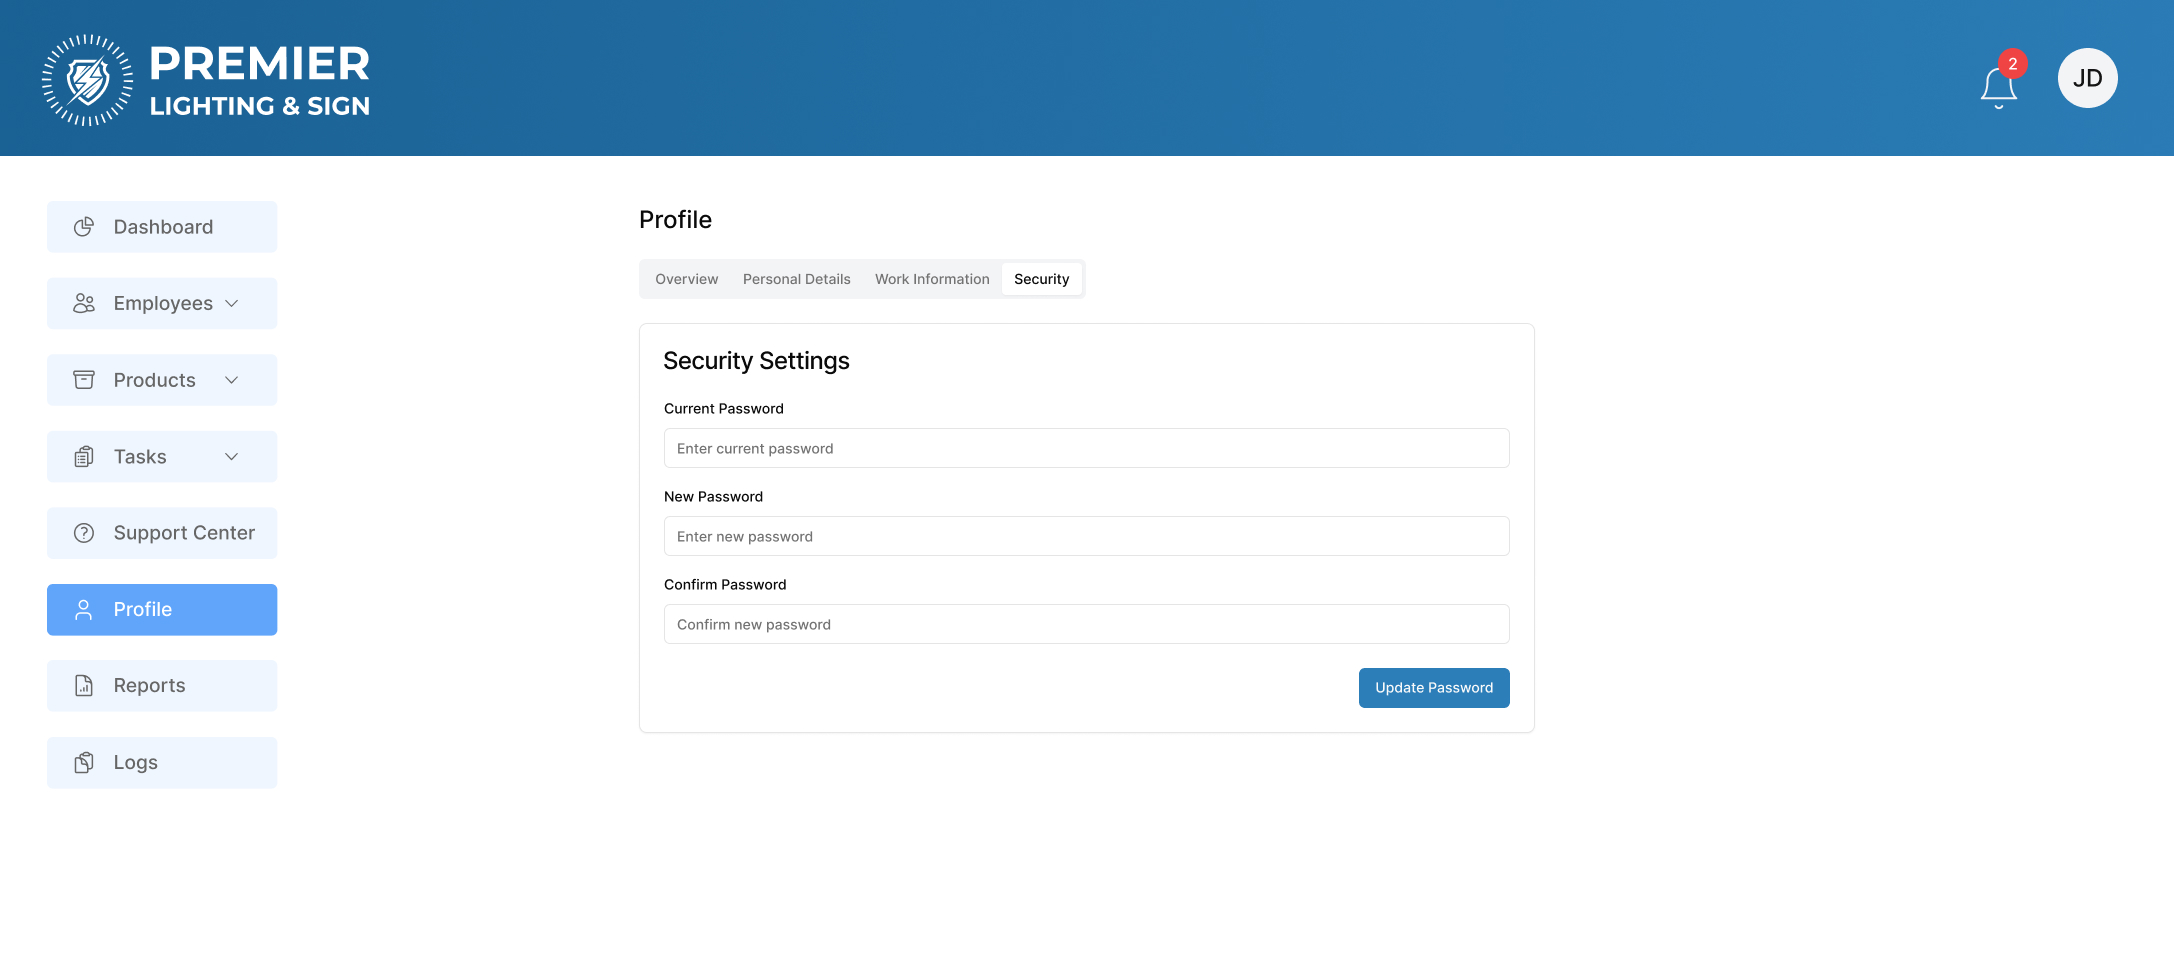 PREMIER
LIGHTING & SIGN
2
JD
Dashboard
Employees
Products
Tasks
Support Center
Profile
Reports
Logs
Profile
Overview Personal Details Work Information Security
Security Settings
Current Password
Enter current password
New Password
Enter new password
Confirm Password
Confirm new password
Update Password